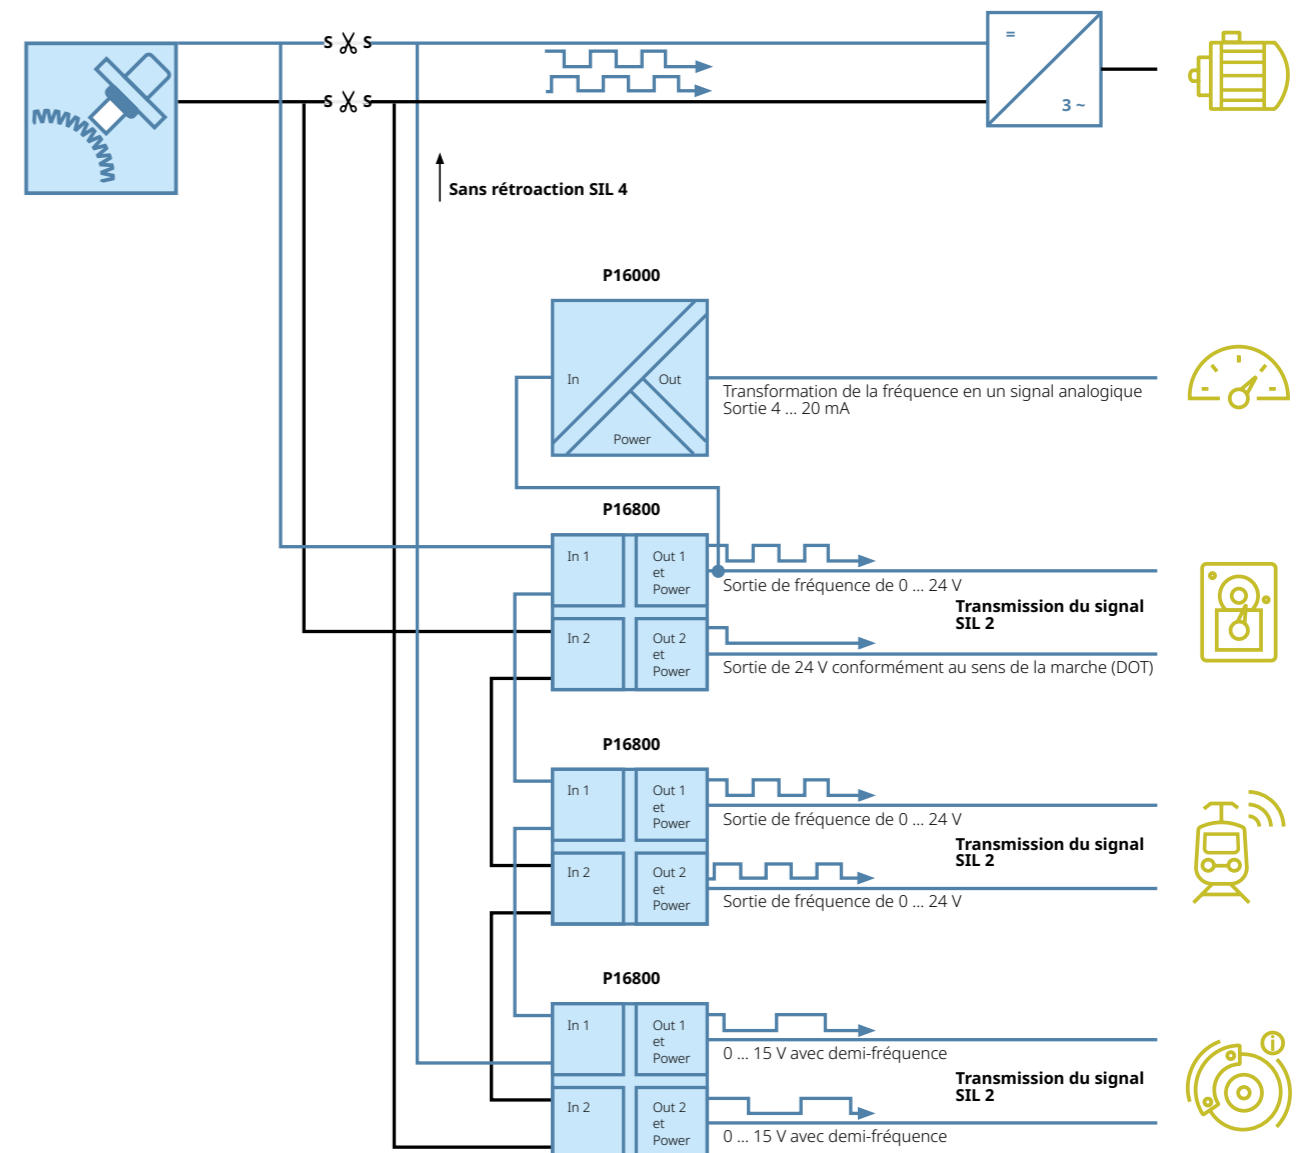 S S
=
S S
3 ~
Sans rétroaction SIL 4
P16000
In
Out
Power
Transformation de la fréquence en un signal analogique
Sortie 4 ... 20 mA
P16800
In 1
Out 1
et
Power
Sortie de fréquence de 0 ... 24 V
Transmission du signal
SIL 2
In 2
Out 2
et
Power
Sortie de 24 V conformément au sens de la marche (DOT)
P16800
In 1
Out 1
et
Power
Sortie de fréquence de 0 ... 24 V
Transmission du signal
SIL 2
In 2
Out 2
et
Power
Sortie de fréquence de 0 ... 24 V
P16800
In 1
Out 1
et
Power
0 ... 15 V avec demi-fréquence
Transmission du signal
SIL 2
In 2
Out 2
et
Power
0 ... 15 V avec demi-fréquence
i